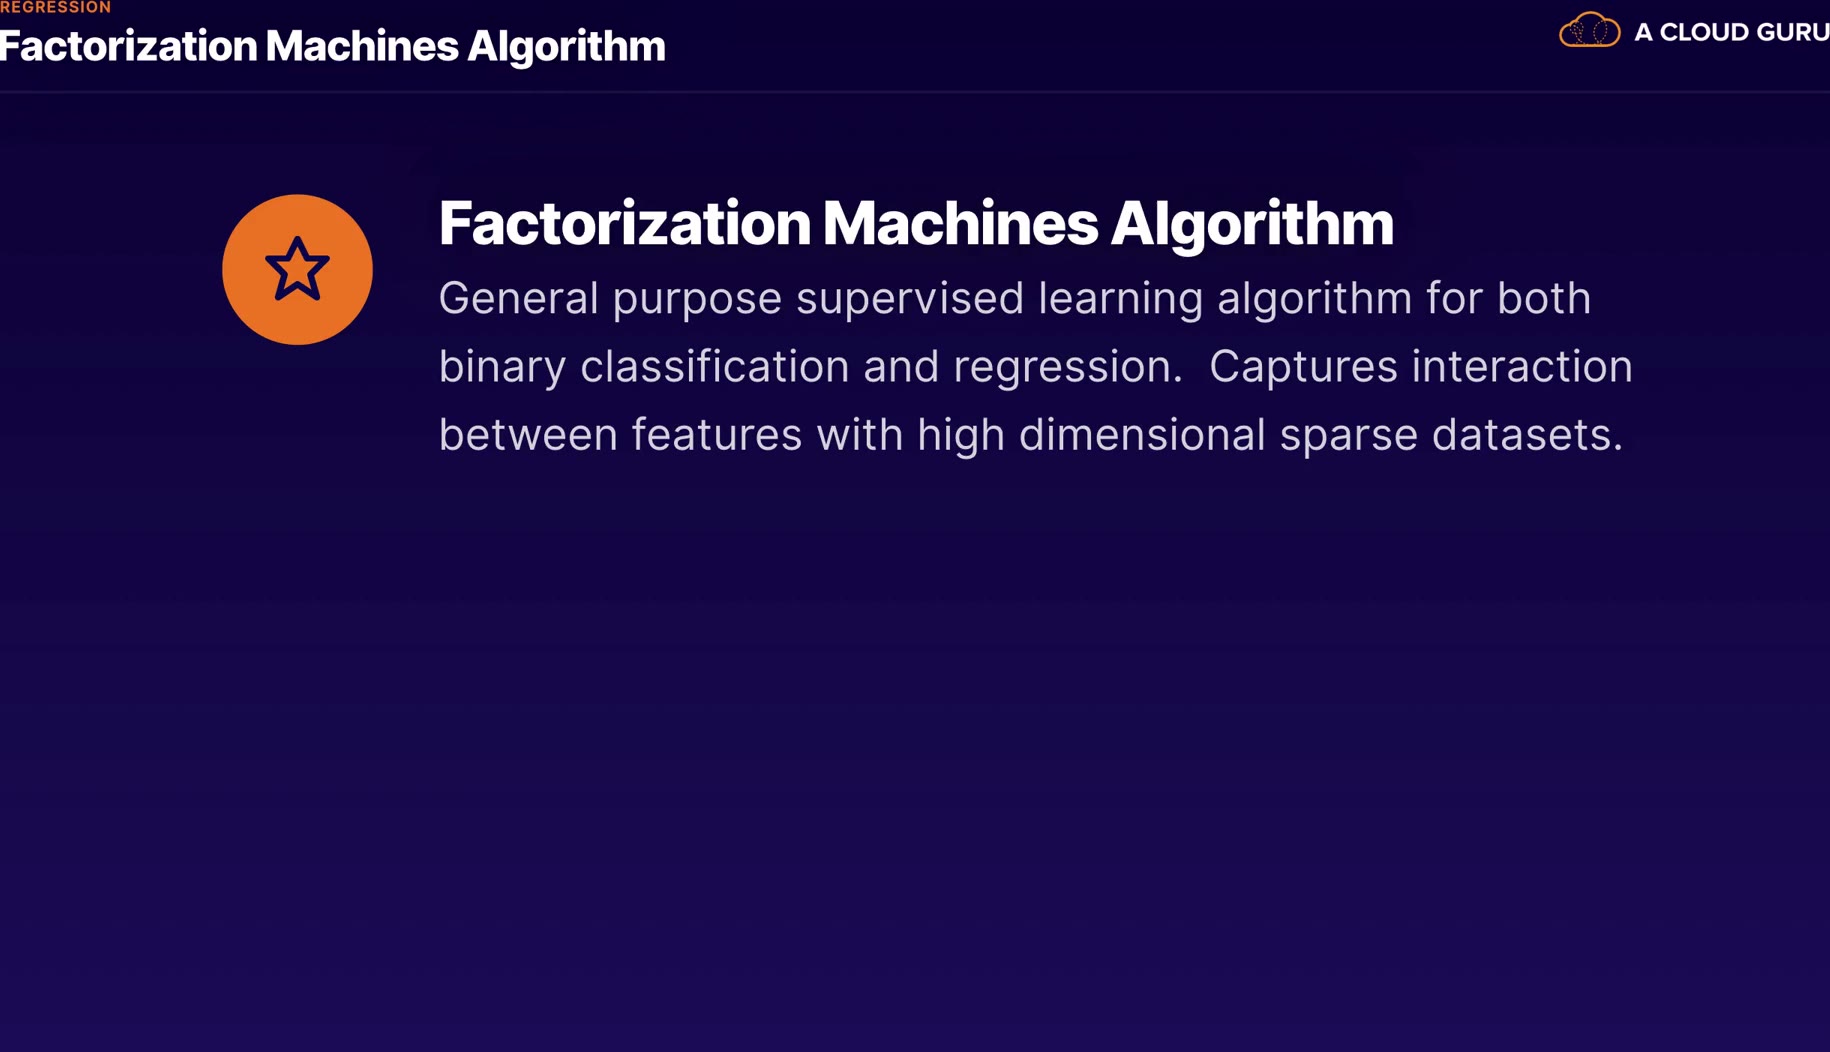 REGRESSION
Factorization Machines Algorithm
A CLOUD GURU
Factorization Machines Algorithm
General purpose supervised learning algorithm for both
binary classification and regression.  Captures interaction
between features with high dimensional sparse datasets.